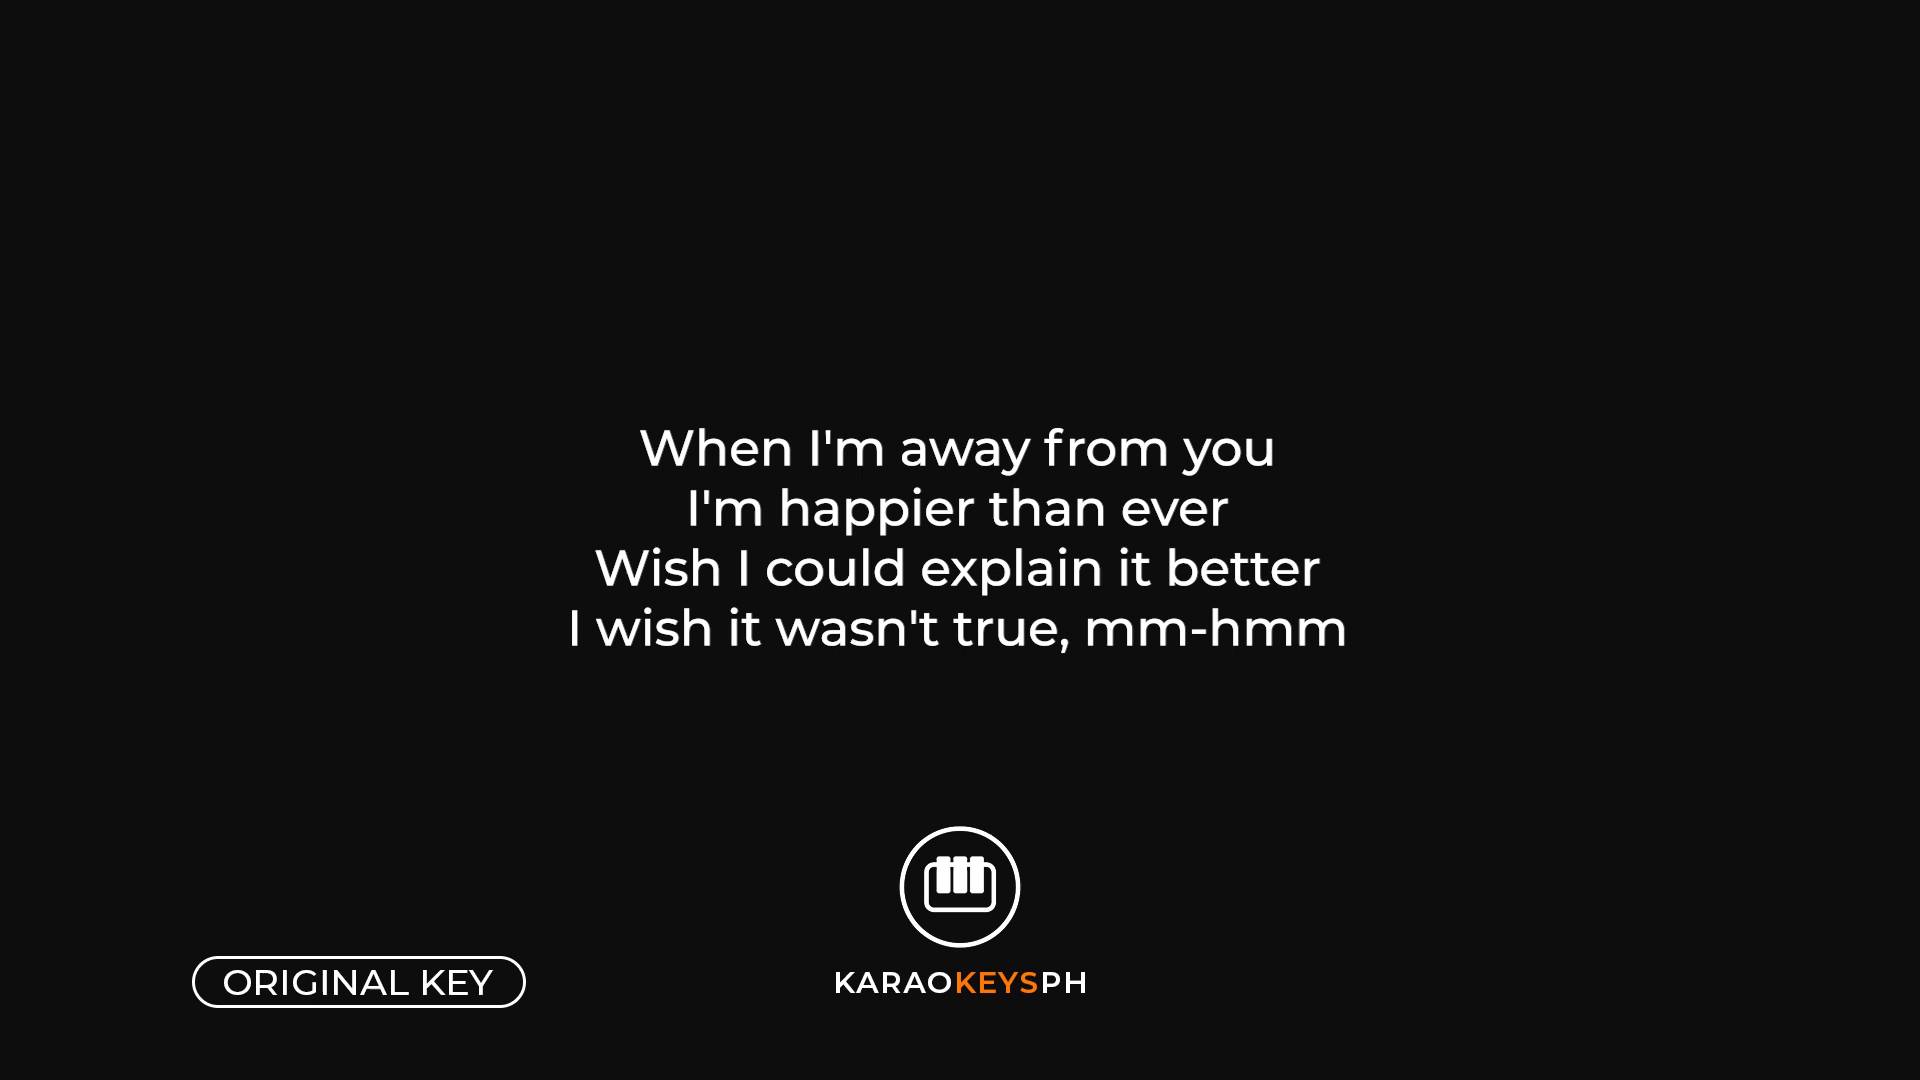 When I'm away from you
I'm happier than ever
Wish I could explain it better
I wish it wasn't true, mm-hmm
ORIGINAL KEY
KARAOKEYSPH